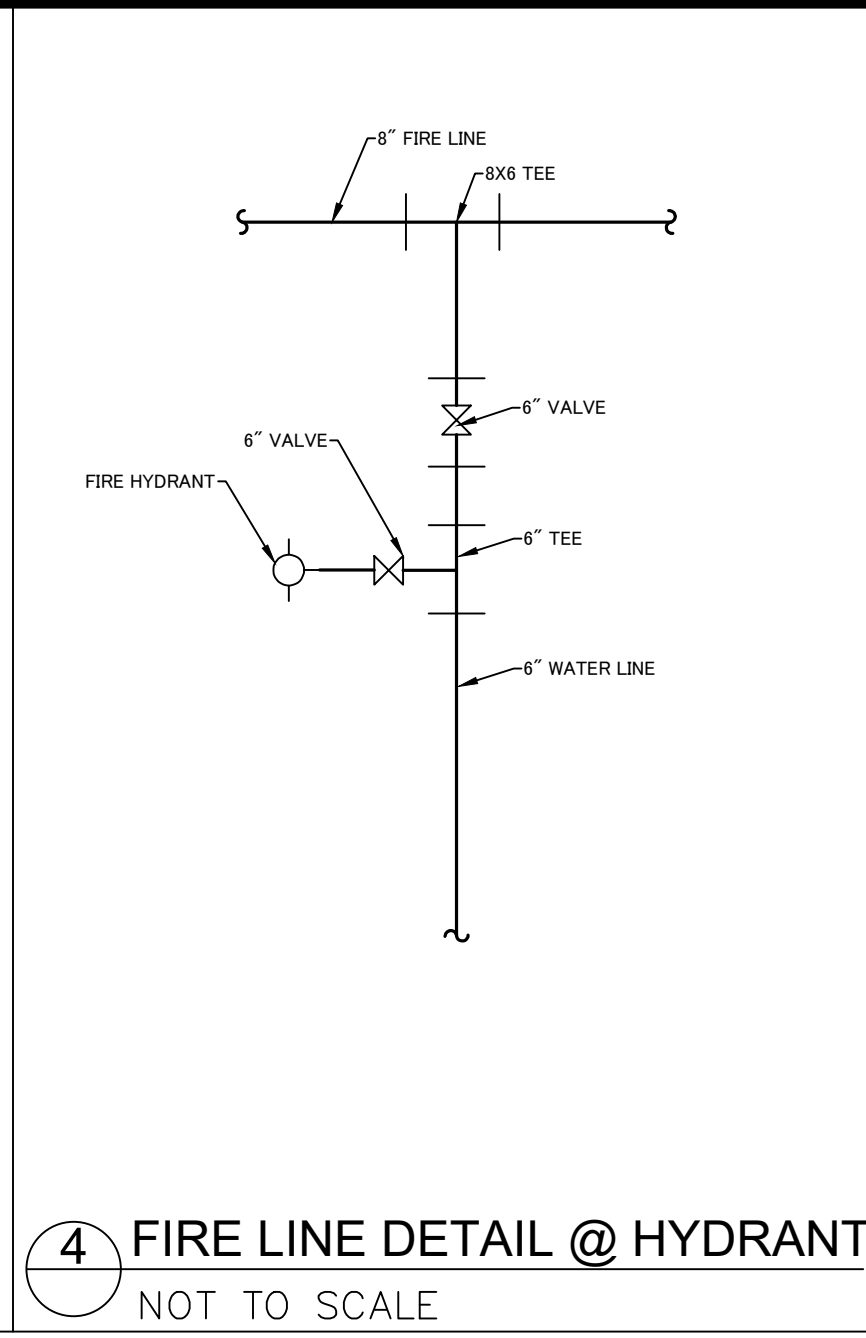 8″ FIRE LINE
8X6 TEE
6″ VALVE
6″ VALVE
FIRE HYDRANT
6″ TEE
6″ WATER LINE
4 FIRE LINE DETAIL @ HYDRANT
NOT TO SCALE